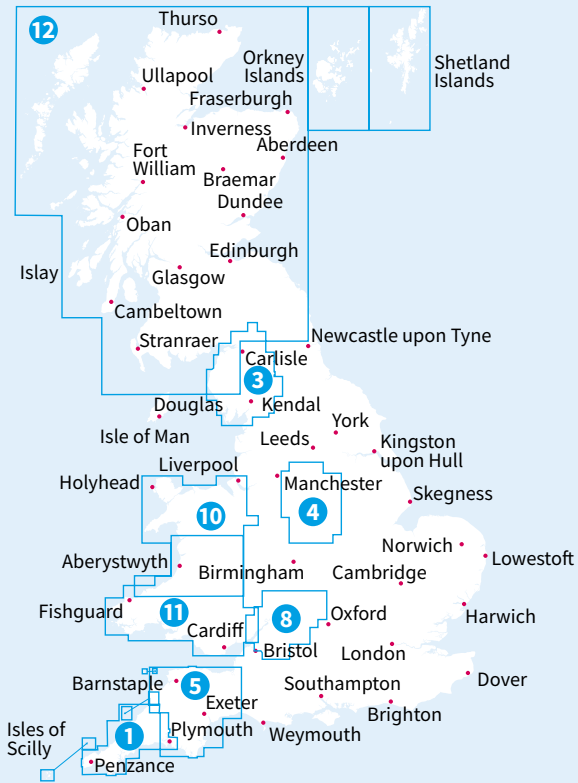 12
Thurso
Orkney
Islands
Shetland
Islands
Ullapool
Fraserburgh
Inverness
Aberdeen
Fort
William
Braemar
Dundee
Oban
Edinburgh
Islay
Glasgow
Cambeltown
Stranraer
Newcastle upon Tyne
Carlisle
3
Douglas
Kendal
Isle of Man
York
Leeds
Kingston
upon Hull
Liverpool
Holyhead
Manchester
Skegness
10
4
Norwich
Lowestoft
Aberystwyth
Birmingham
Cambridge
Fishguard
11
8
Oxford
Harwich
Cardiff
Bristol
London
Barnstaple
5
Southampton
Dover
Exeter
Brighton
Isles of
Scilly
1
Plymouth
Weymouth
Penzance